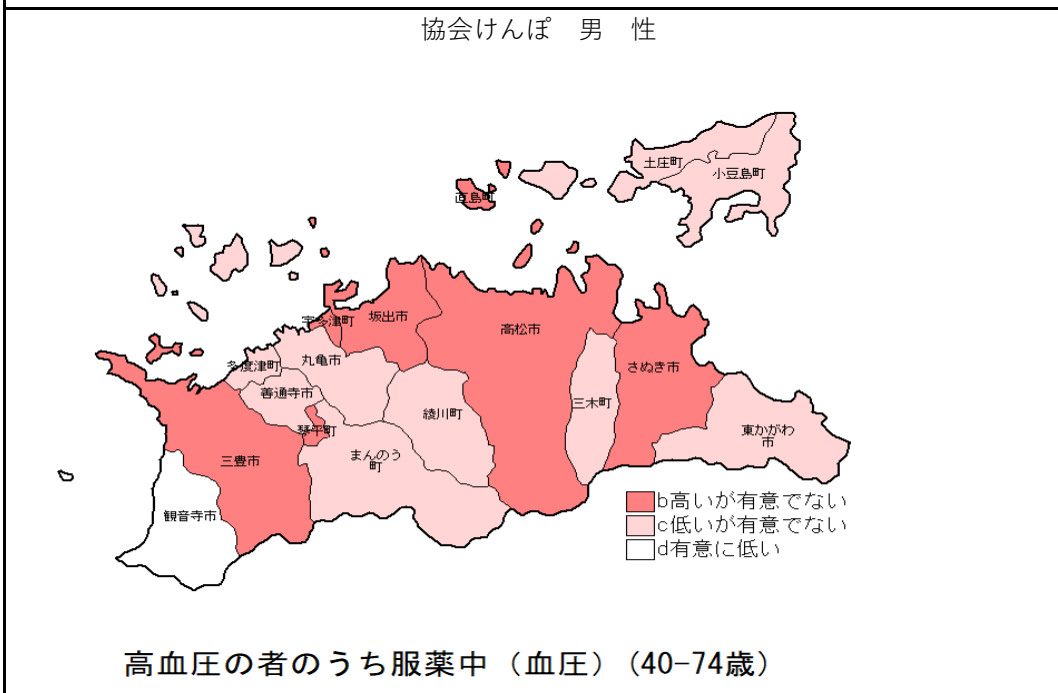 協会けんぽ 男 性
土庄町
小豆島町
直島町
宇多津町
坂出市
高松市
多度津町
丸亀市
さぬき市
善通寺市
三木町
綾川町
琴平町
東かがわ
市
まんのう
町
三豊市
観音寺市
b高いが有意でない
c低いが有意でない
d有意に低い
高血圧の者のうち服薬中（血圧）(40-74歳)